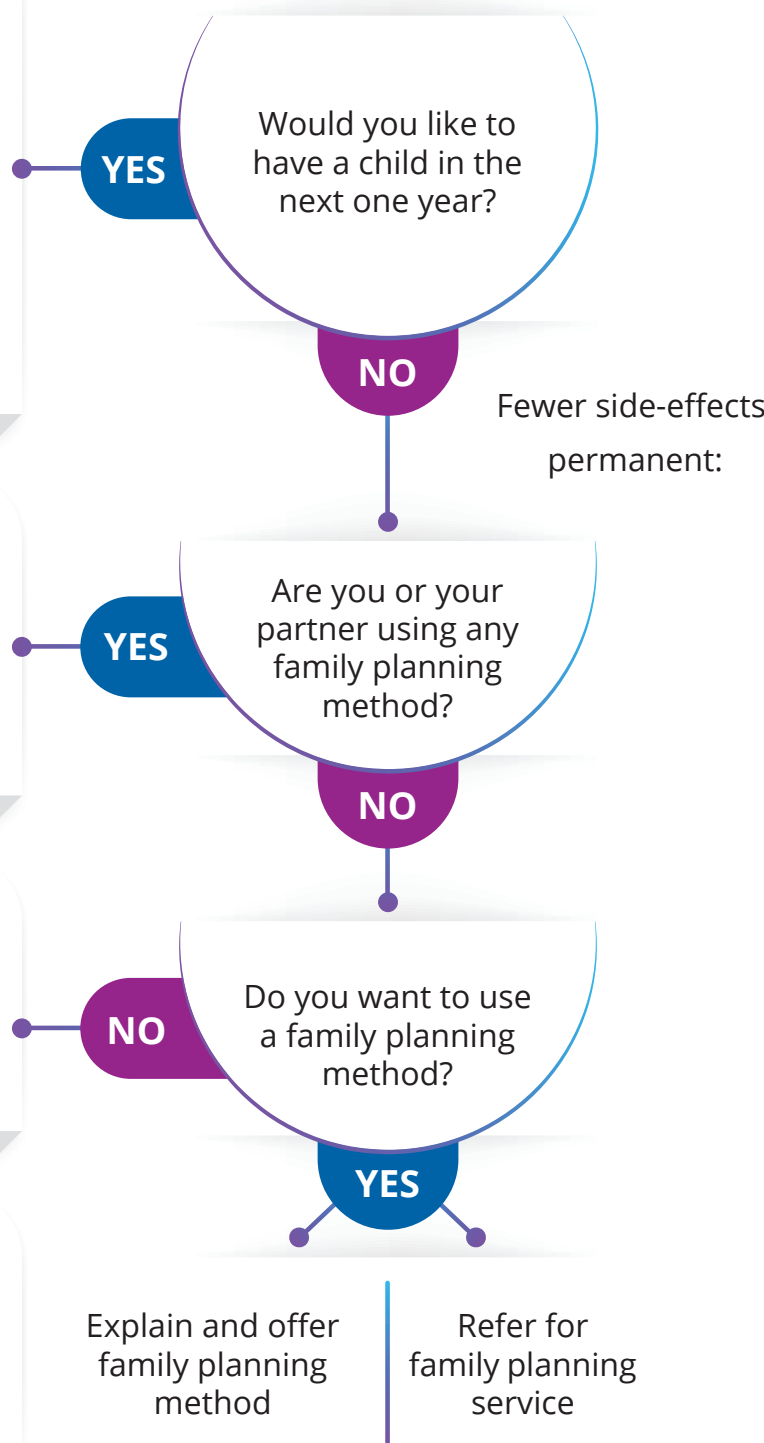 Would you like to
have a child in the
next one year?
YES
NO
Fewer side-effects
permanent:
Are you or your
partner using any
family planning
method?
YES
NO
Do you want to use
a family planning
method?
NO
YES
Explain and offer
family planning
method
Refer for
family planning
service